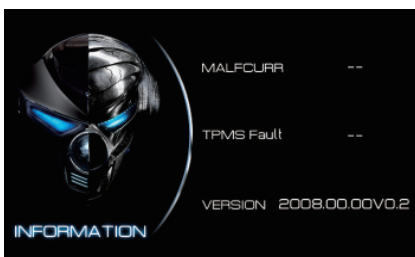 MALFCURR --
TPMS Fault --
VERSION 2008.00.00V0.2
INFORMATION